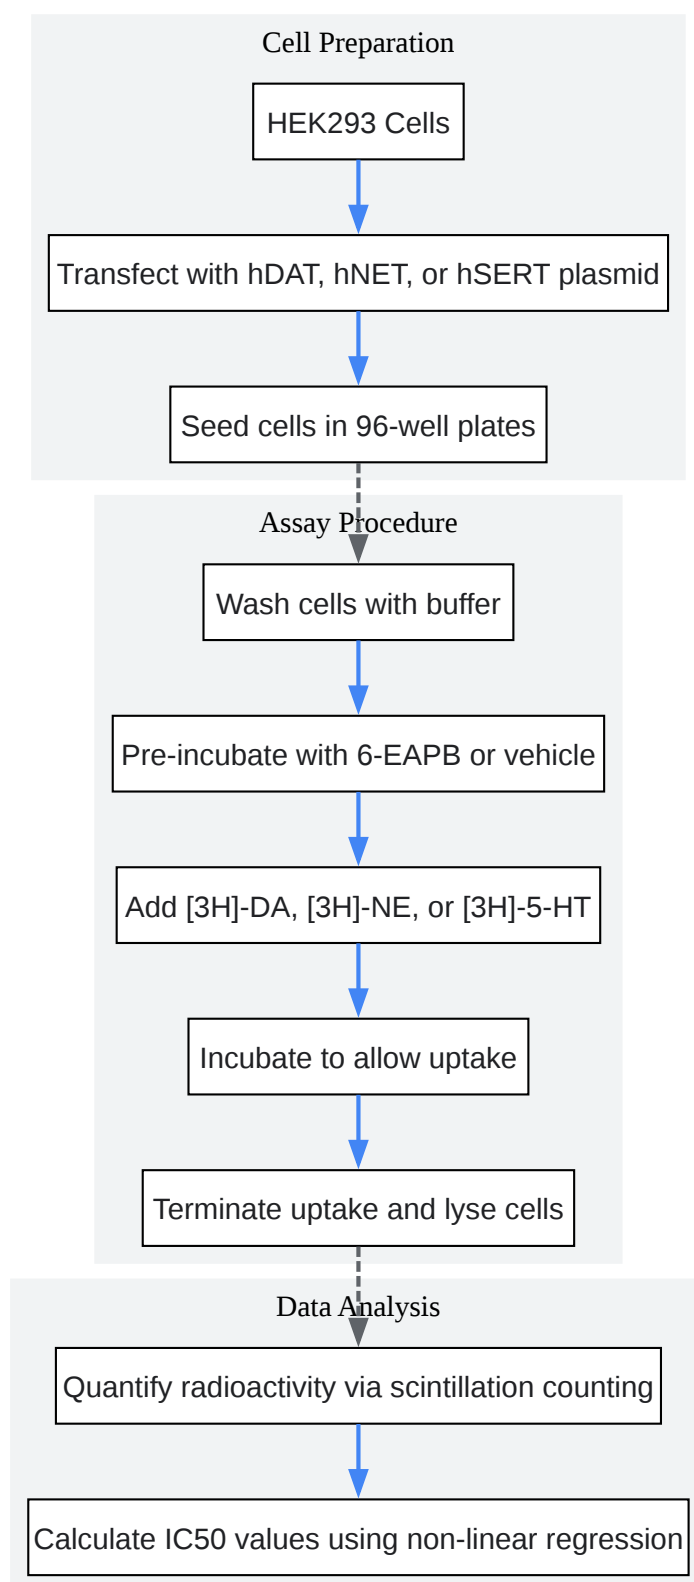 Cell Preparation
HEK293 Cells
Transfect with hDAT, hNET, or hSERT plasmid
Seed cells in 96-well plates
Assay Procedure
Wash cells with buffer
Pre-incubate with 6-EAPB or vehicle
Add [3H]-DA, [3H]-NE, or [3H]-5-HT
Incubate to allow uptake
Terminate uptake and lyse cells
Data Analysis
Quantify radioactivity via scintillation counting
Calculate IC50 values using non-linear regression